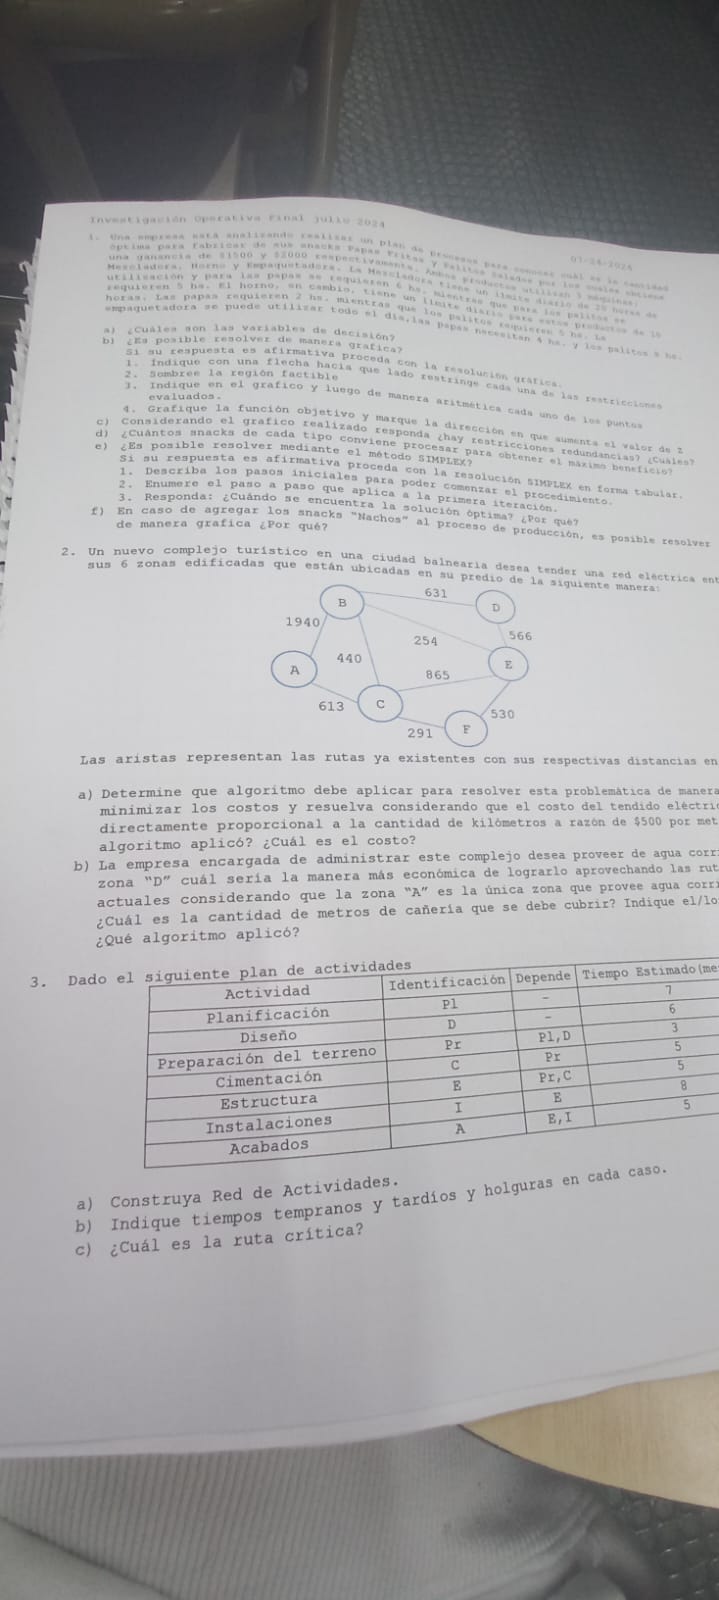 Investigación Operativa Final julio 2024
07-24-2024
1. Una empresa está analizando realizar un plan de procesos para conocer cuál es la cantidad
óptima para fabricar de sus snacks Papas Fritas y Palitos Salados por los cuales obtiene
una ganancia de $1500 y $2000 respectivamente. Ambos productos utilizan 3 máquinas:
Mezcladora, Horno y Empaquetadora. La Mezcladora tiene un límite diario de horas de
utilización y para las papas se requieren 6 hs. mientras que para los palitos se
requieren 5 hs. El horno, en cambio, tiene un límite diario para estos productos de
horas. Las papas requieren 2 hs. mientras que los palitos requieren 5 hs. La
empaquetadora se puede utilizar todo el día, las papas necesitan 4 hs. y los palitos hs.
a) ¿Cuáles son las variables de decisión?
b) ¿Es posible resolver de manera grafica?
Si su respuesta es afirmativa proceda con la resolución gráfica.
1. Indique con una flecha hacia que lado restringe cada una de las restricciones
2. Sombree la región factible
3. Indique en el grafico y luego de manera aritmética cada uno de los puntos
evaluados.
4. Grafique la función objetivo y marque la dirección en que aumenta el valor de z
c) Considerando el grafico realizado responda ¿hay restricciones redundancias? ¿Cuáles?
d) ¿Cuántos snacks de cada tipo conviene procesar para obtener el máximo beneficio?
e) ¿Es posible resolver mediante el método SIMPLEX?
Si su respuesta es afirmativa proceda con la resolución SIMPLEX en forma tabular.
1. Describa los pasos iniciales para poder comenzar el procedimiento.
2. Enumere el paso a paso que aplica a la primera iteración.
3. Responda: ¿Cuándo se encuentra la solución óptima? ¿Por qué?
f) En caso de agregar los snacks "Nachos" al proceso de producción, es posible resolver
de manera grafica ¿Por qué?
2. Un nuevo complejo turístico en una ciudad balnearia desea tender una red eléctrica ent
sus 6 zonas edificadas que están ubicadas en su predio de la siguiente manera:
631
B
D
1940
254
566
440
A
E
865
613
C
530
291
F
Las aristas representan las rutas ya existentes con sus respectivas distancias en
a) Determine que algoritmo debe aplicar para resolver esta problemática de manera
minimizar los costos y resuelva considerando que el costo del tendido eléctri
directamente proporcional a la cantidad de kilómetros a razón de $500 por met
algoritmo aplicó? ¿Cuál es el costo?
b) La empresa encargada de administrar este complejo desea proveer de agua corr
zona "D" cuál sería la manera más económica de lograrlo aprovechando las rut
actuales considerando que la zona "A" es la única zona que provee agua corri
¿Cuál es la cantidad de metros de cañería que se debe cubrir? Indique el/lo
¿Qué algoritmo aplicó?
3. Dado el siguiente plan de actividades
Actividad Identificación Depende Tiempo Estimado(me
Planificación Pl - 7
Diseño D - 6
Preparación del terreno Pr Pl,D 3
Cimentación C Pr 5
Estructura E Pr,C 5
Instalaciones I E 8
Acabados A E,I 5
a) Construya Red de Actividades.
b) Indique tiempos tempranos y tardíos y holguras en cada caso.
c) ¿Cuál es la ruta crítica?